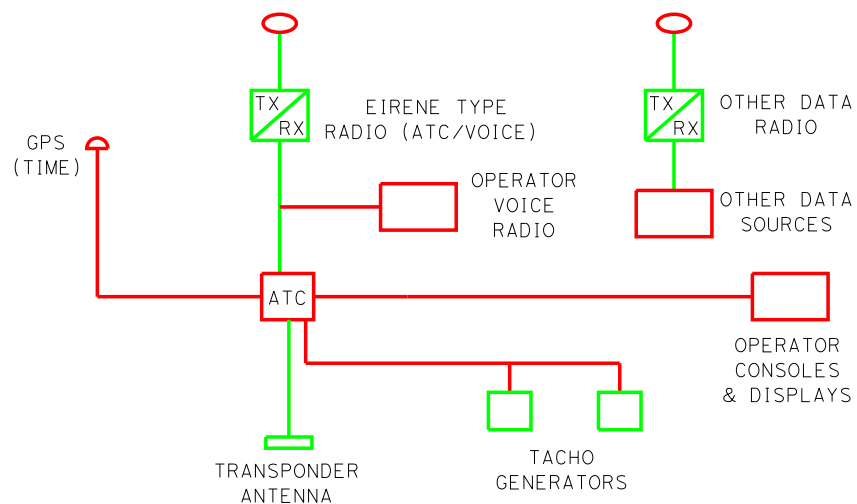 TX
RX
EIRENE TYPE
RADIO (ATC/VOICE)
TX
RX
OTHER DATA
RADIO
GPS
(TIME)
OPERATOR
VOICE
RADIO
OTHER DATA
SOURCES
ATC
OPERATOR
CONSOLES
& DISPLAYS
TRANSPONDER
ANTENNA
TACHO
GENERATORS